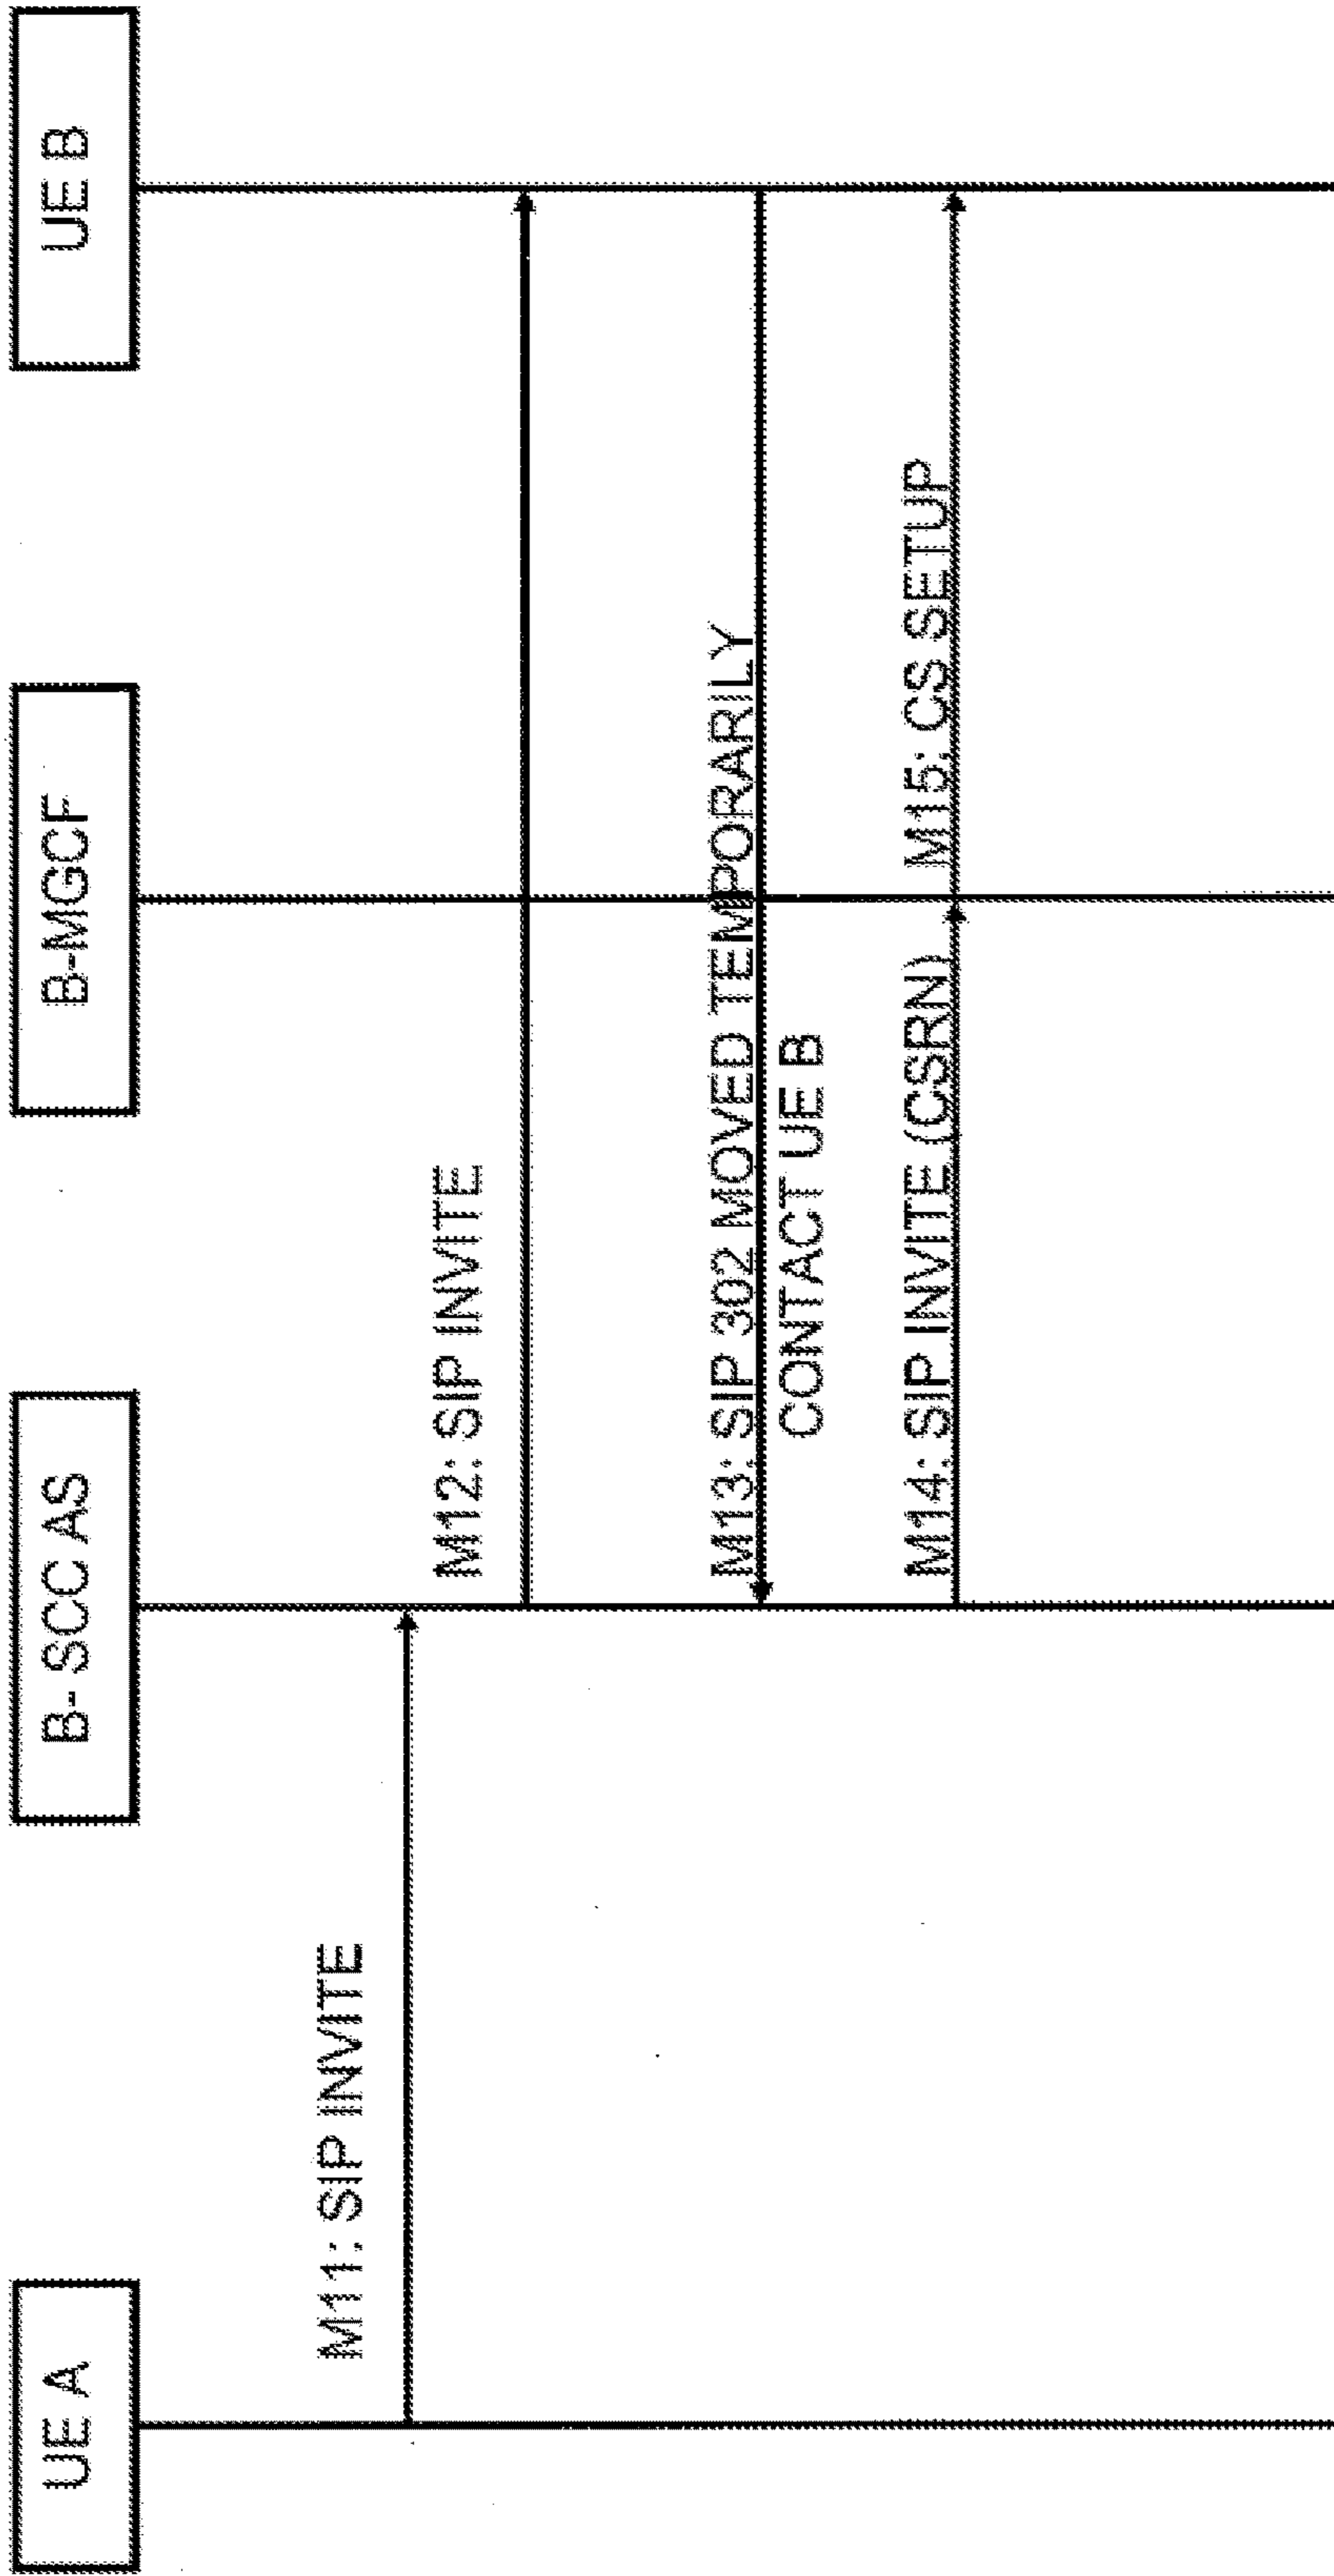 UE A
B- SCC AS
B-MGCF
UE B
M11: SIP INVITE
M12: SIP INVITE
M13: SIP 302 MOVED TEMPORARILY
CONTACT UE B
M14: SIP INVITE (CSRN)
M15: CS SETUP